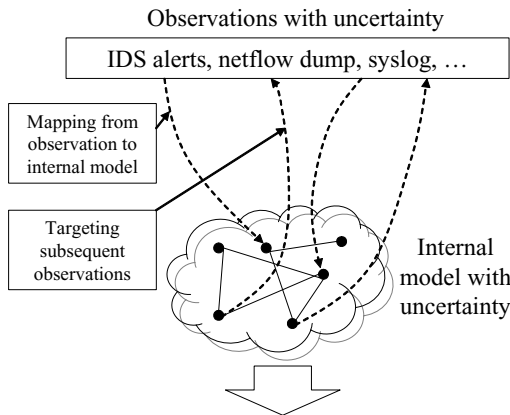 Observations with uncertainty
IDS alerts, netflow dump, syslog, …
Mapping from
observation to
internal model
Targeting
subsequent
observations
Internal
model with
uncertainty